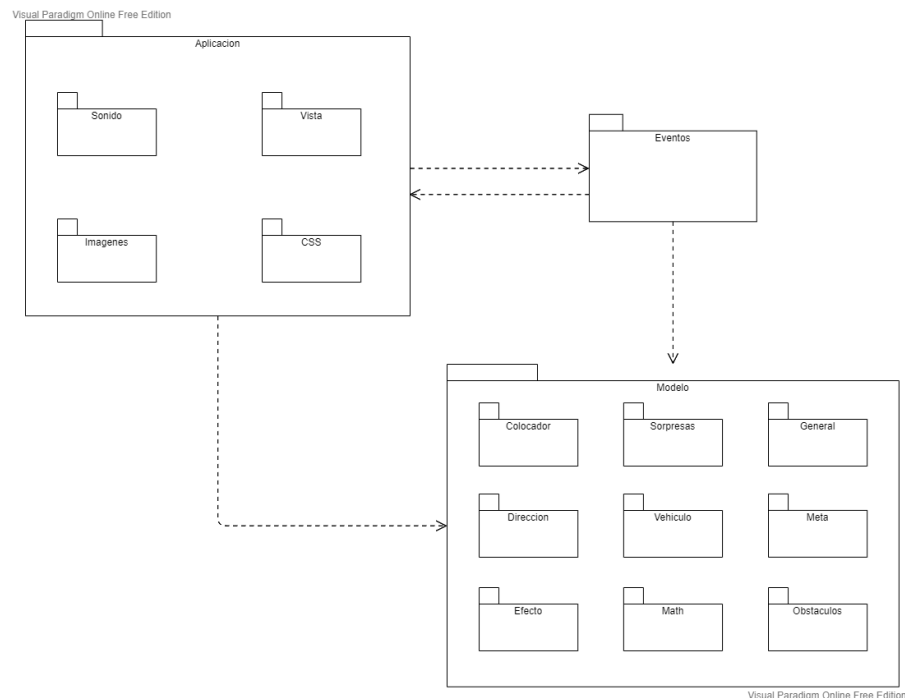 Visual Paradigm Online Free Edition
Aplicacion
Sonido
Vista
Imagenes
CSS
Eventos
Modelo
Colocador
Sorpresas
General
Direccion
Vehiculo
Meta
Efecto
Math
Obstaculos
Visual Paradigm Online Free Edition